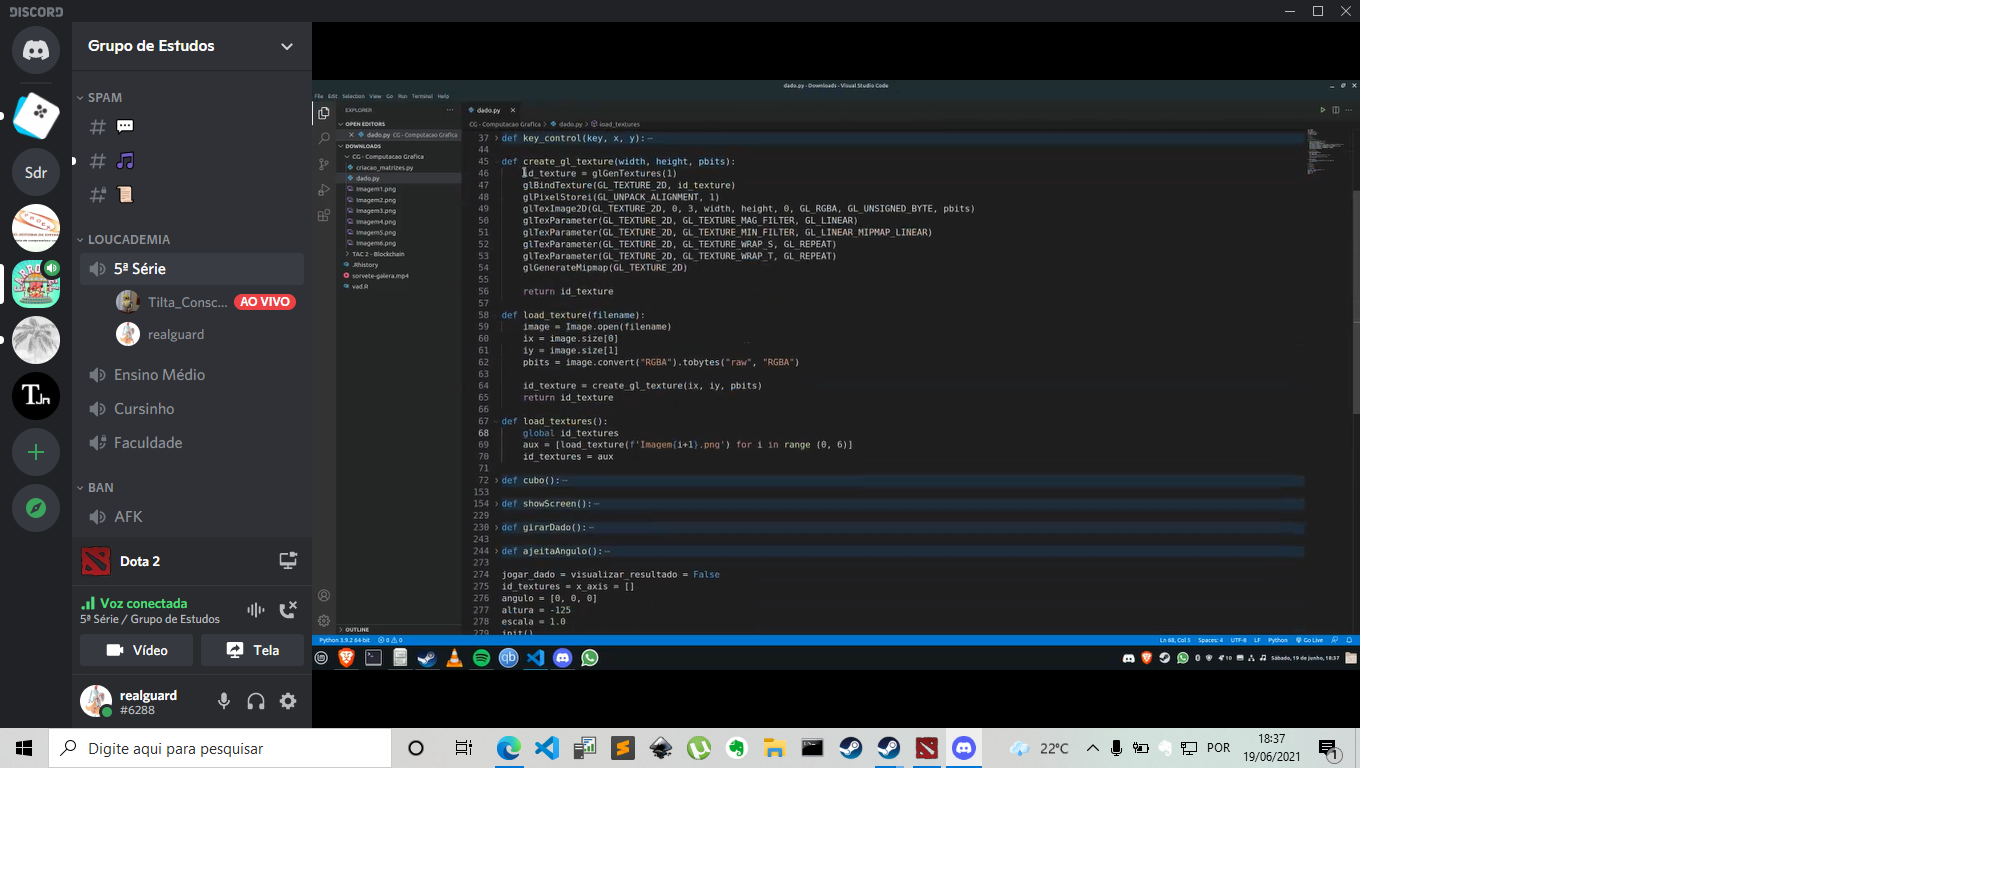 DISCORD
Grupo de Estudos
SPAM
Sdr
LOUCADEMIA
5ª Série
Tilta_Consc... AO VIVO
realguard
Ensino Médio
Cursinho
Faculdade
BAN
AFK
Dota 2
Voz conectada
5ª Série / Grupo de Estudos
Vídeo
Tela
realguard
#6288
dado.py - Downloads - Visual Studio Code
File Edit Selection View Go Run Terminal Help
EXPLORER
OPEN EDITORS
dado.py CG - Computacao Grafica
DOWNLOADS
CG - Computacao Grafica
criacao_matrizes.py
dado.py
Imagem1.png
Imagem2.png
Imagem3.png
Imagem4.png
Imagem5.png
Imagem6.png
TAC 2 - Blockchain
.Rhistory
sorvete-galera.mp4
vad.R
OUTLINE
dado.py
CG - Computacao Grafica > dado.py > load_textures
37 > def key_control(key, x, y):
44
45 def create_gl_texture(width, height, pbits):
46 id_texture = glGenTextures(1)
47 glBindTexture(GL_TEXTURE_2D, id_texture)
48 glPixelStorei(GL_UNPACK_ALIGNMENT, 1)
49 glTexImage2D(GL_TEXTURE_2D, 0, 3, width, height, 0, GL_RGBA, GL_UNSIGNED_BYTE, pbits)
50 glTexParameter(GL_TEXTURE_2D, GL_TEXTURE_MAG_FILTER, GL_LINEAR)
51 glTexParameter(GL_TEXTURE_2D, GL_TEXTURE_MIN_FILTER, GL_LINEAR_MIPMAP_LINEAR)
52 glTexParameter(GL_TEXTURE_2D, GL_TEXTURE_WRAP_S, GL_REPEAT)
53 glTexParameter(GL_TEXTURE_2D, GL_TEXTURE_WRAP_T, GL_REPEAT)
54 glGenerateMipmap(GL_TEXTURE_2D)
55
56 return id_texture
57
58 def load_texture(filename):
59 image = Image.open(filename)
60 ix = image.size[0]
61 iy = image.size[1]
62 pbits = image.convert("RGBA").tobytes("raw", "RGBA")
63
64 id_texture = create_gl_texture(ix, iy, pbits)
65 return id_texture
66
67 def load_textures():
68 global id_textures
69 aux = [load_texture(f'Imagem{i+1}.png') for i in range (0, 6)]
70 id_textures = aux
71
72 > def cubo():
153
154 > def showScreen():
229
230 > def girarDado():
243
244 > def ajeitaAngulo():
273
274 jogar_dado = visualizar_resultado = False
275 id_textures = x_axis = []
276 angulo = [0, 0, 0]
277 altura = -125
278 escala = 1.0
279 init()
Python 3.9.2 64-bit 0 0
Ln 68, Col 5 Spaces: 4 UTF-8 LF Python Go Live
Sábado, 19 de junho, 18:37
Digite aqui para pesquisar
22°C
POR
18:37
19/06/2021
1